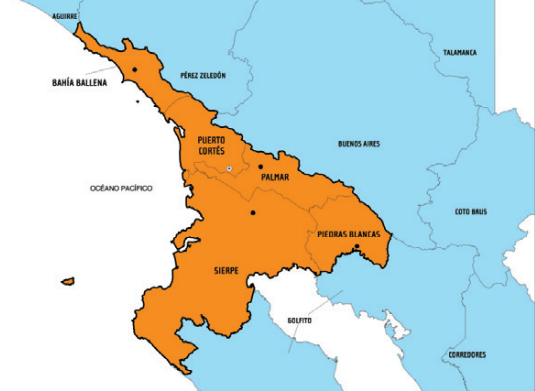 AGUIRRE
TALAMANCA
BAHÍA BALLENA
PÉREZ ZELEDÓN
PUERTO
CORTÉS
BUENOS AIRES
PALMAR
OCÉANO PACÍFICO
COTO BRUS
PIEDRAS BLANCAS
SIERPE
GOLFITO
CORREDORES